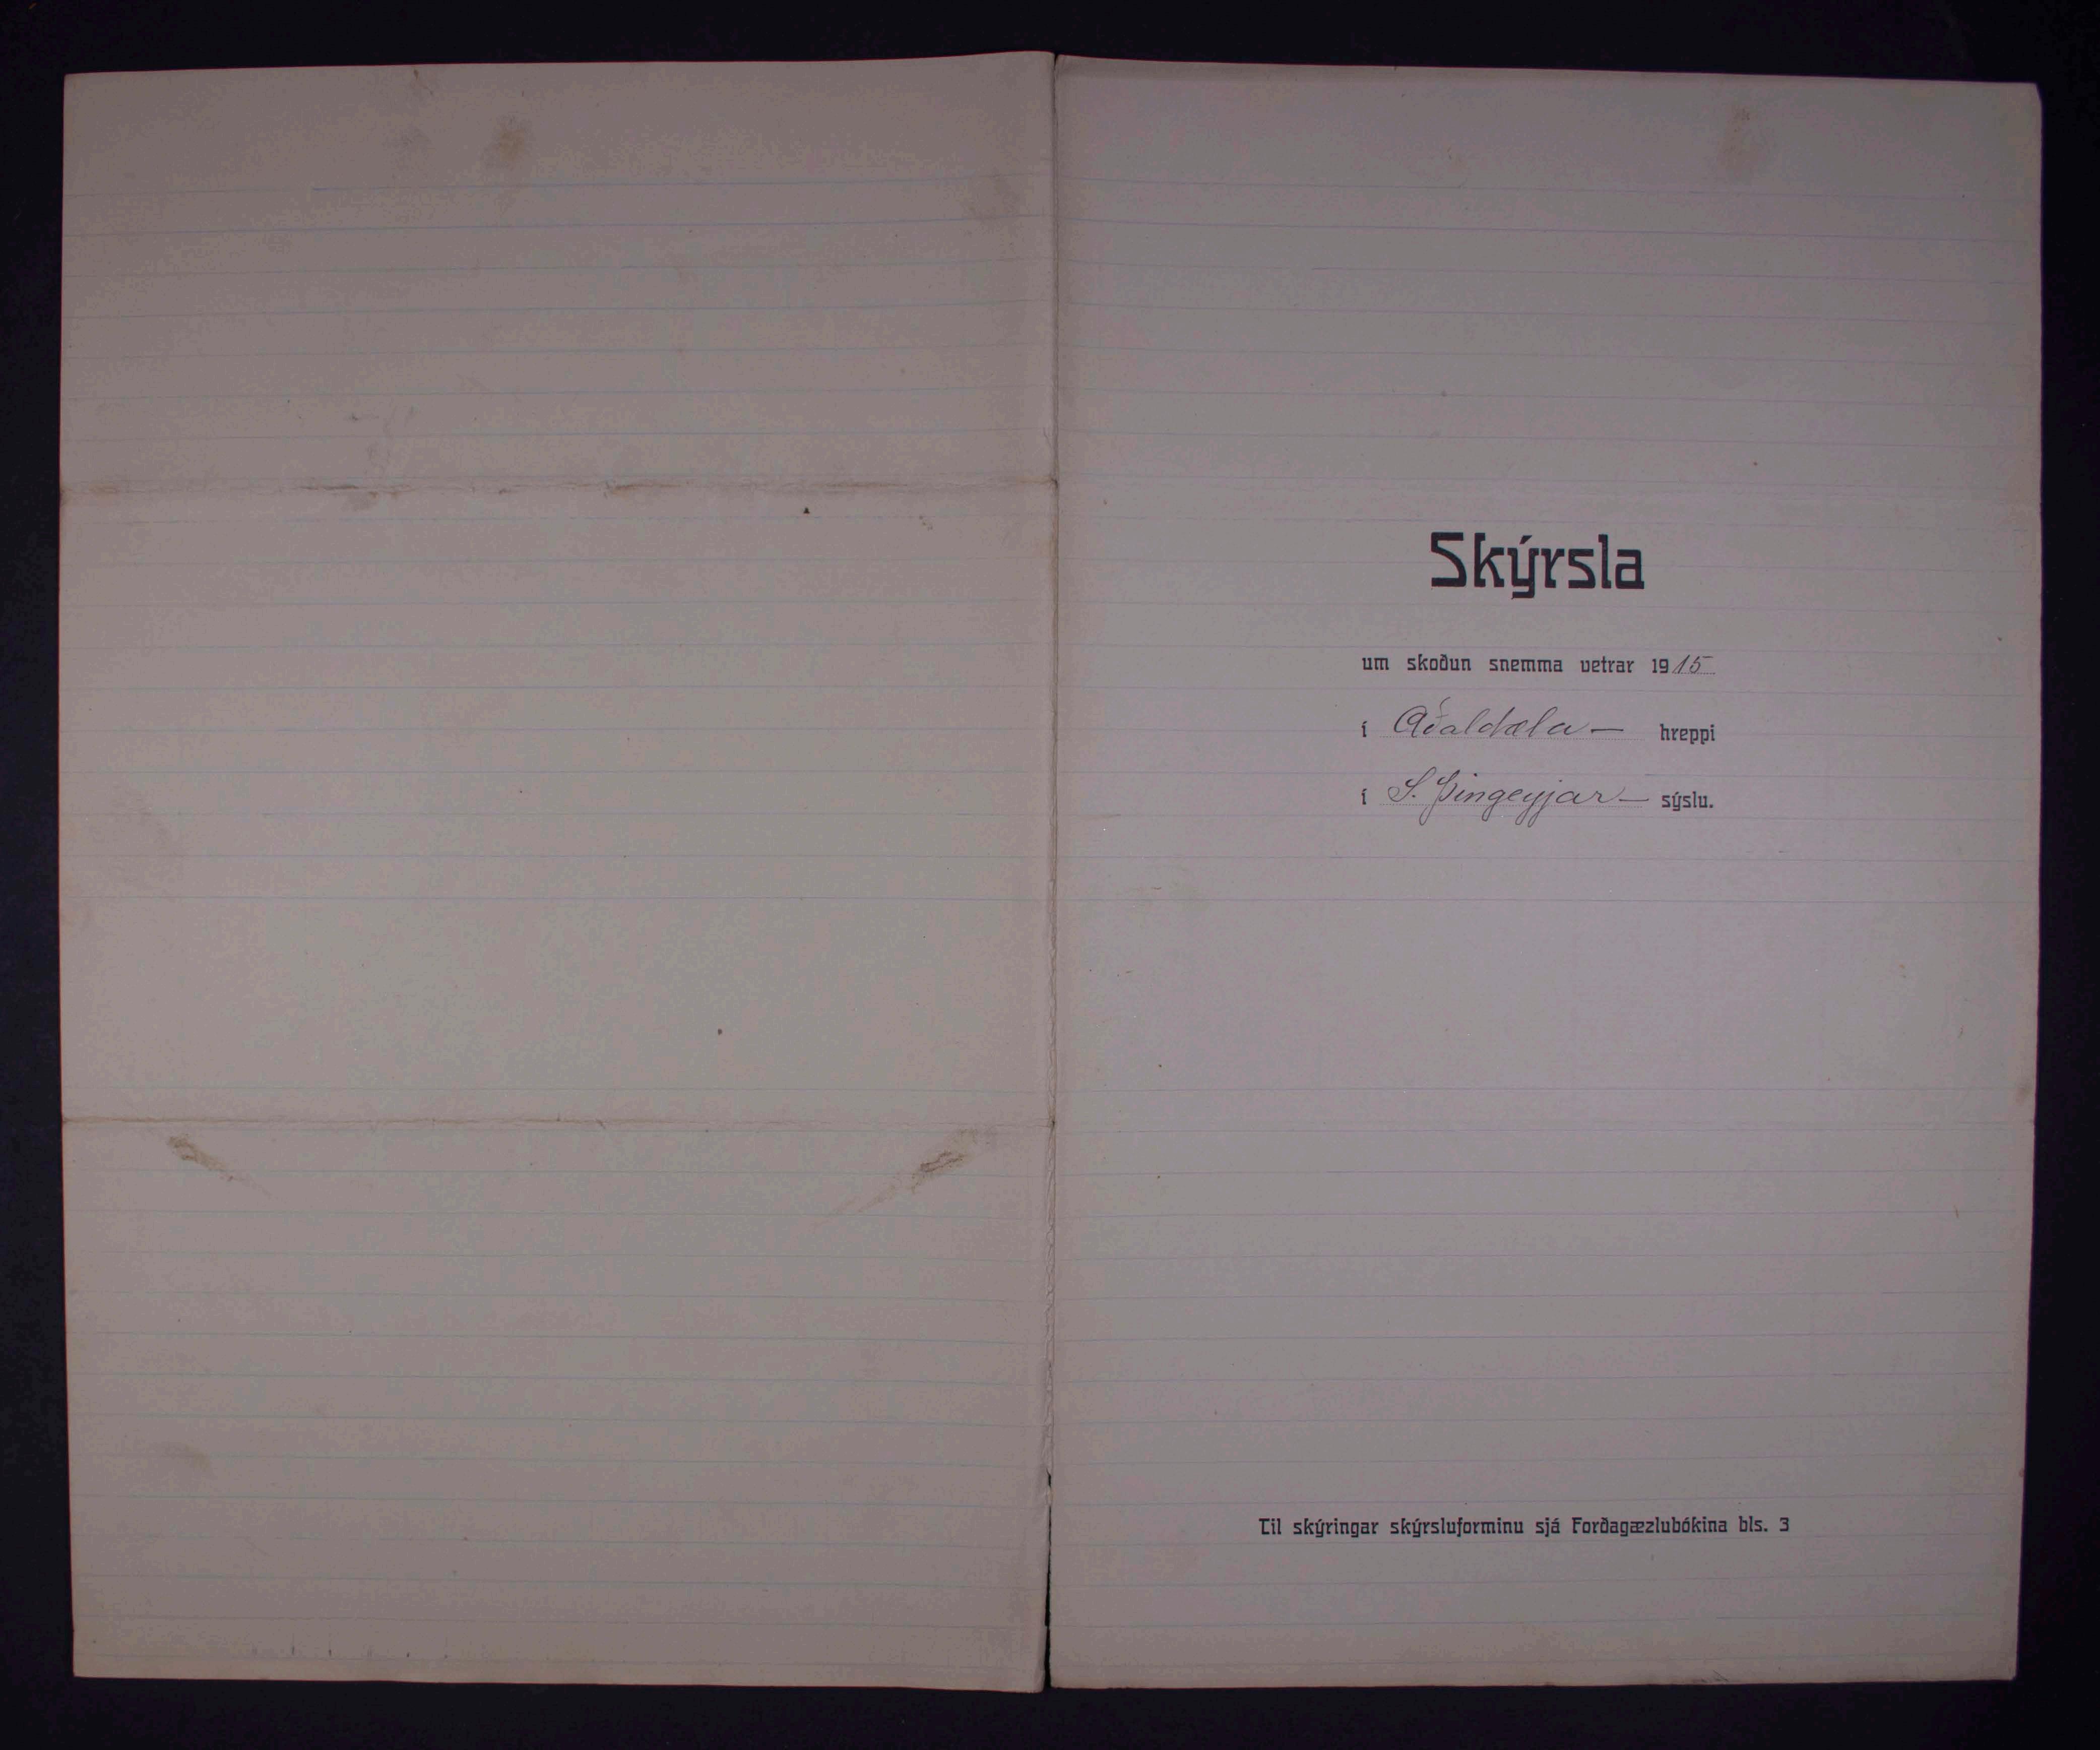 Skýrsla
um skoðun snemma vetrar 1915
í Aðaldæla- hreppi
í S. Þingeyjar- sýslu.
Til skýringar skýrsluforminu sjá Forðagæzlubókina bls. 3